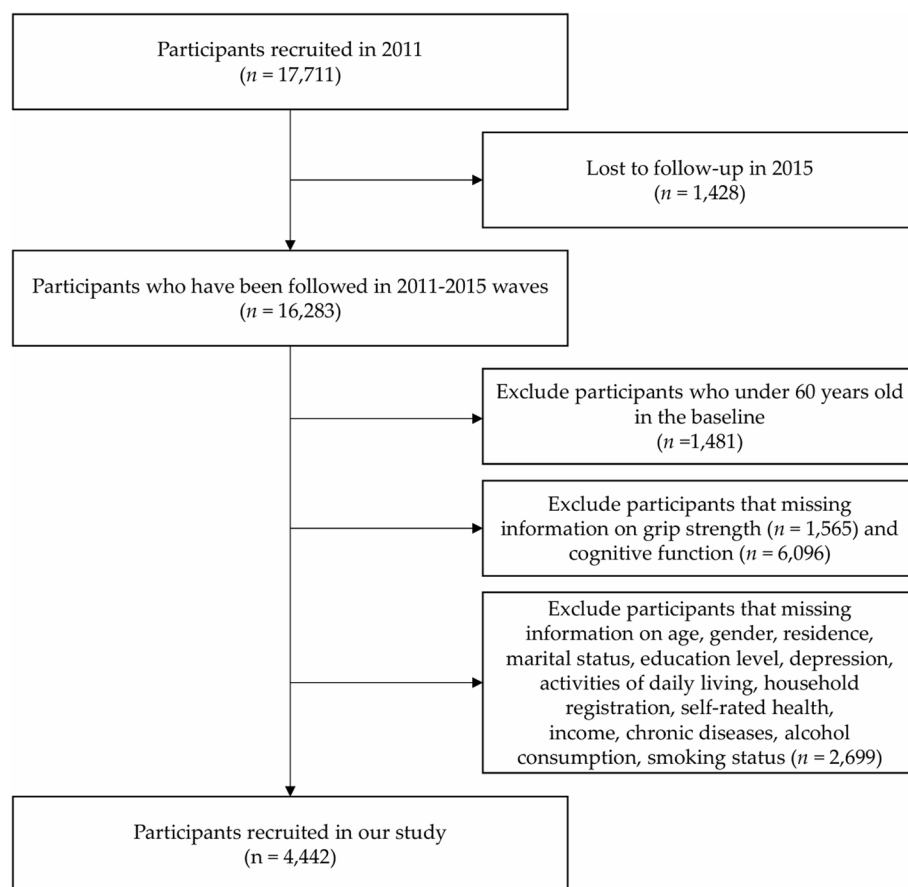 Participants recruited in 2011
(n = 17,711)
Lost to follow-up in 2015
(n = 1,428)
Participants who have been followed in 2011-2015 waves
(n = 16,283)
Exclude participants who under 60 years old
in the baseline
(n =1,481)
Exclude participants that missing
information on grip strength (n = 1,565) and
cognitive function (n = 6,096)
Exclude participants that missing
information on age, gender, residence,
marital status, education level, depression,
activities of daily living, household
registration, self-rated health,
income, chronic diseases, alcohol
consumption, smoking status (n = 2,699)
Participants recruited in our study
(n = 4,442)